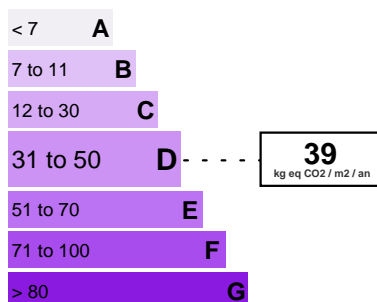 < 7 A
7 to 11 B
12 to 30 C
31 to 50 D
39
kg eq CO2 / m2 / an
51 to 70 E
71 to 100 F
> 80 G